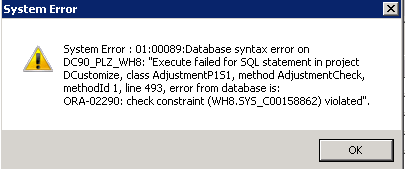 System Error
System Error : 01:00089:Database syntax error on
DC90_PLZ_WH8: "Execute failed for SQL statement in project
DCustomize, class AdjustmentP1S1, method AdjustmentCheck,
methodId 1, line 493, error from database is:
ORA-02290: check constraint (WH8.SYS_C00158862) violated".
OK